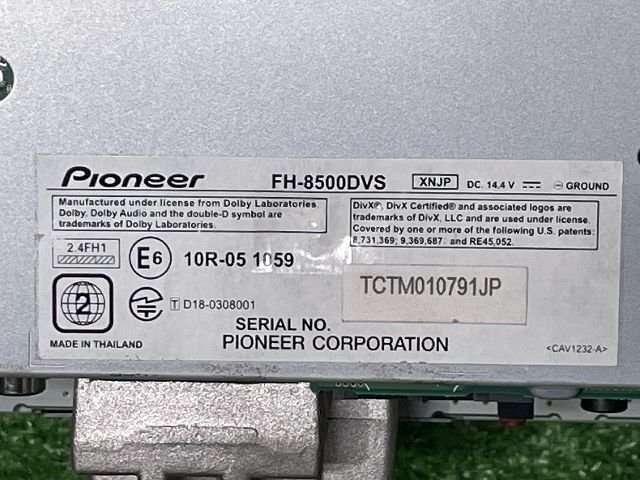 Pioneer FH-8500DVS XNJP DC 14.4 V ⊖ GROUND
Manufactured under license from Dolby Laboratories.
Dolby, Dolby Audio and the double-D symbol are
trademarks of Dolby Laboratories.
DivX®, DivX Certified® and associated logos are
trademarks of DivX, LLC and are used under license.
Covered by one or more of the following U.S. patents:
8,731,369; 9,369,687; and RE45,052.
2.4FH1 E6 10R-05 1059
2
T D18-0308001
TCTM010791JP
SERIAL NO.
MADE IN THAILAND PIONEER CORPORATION <CAV1232-A>